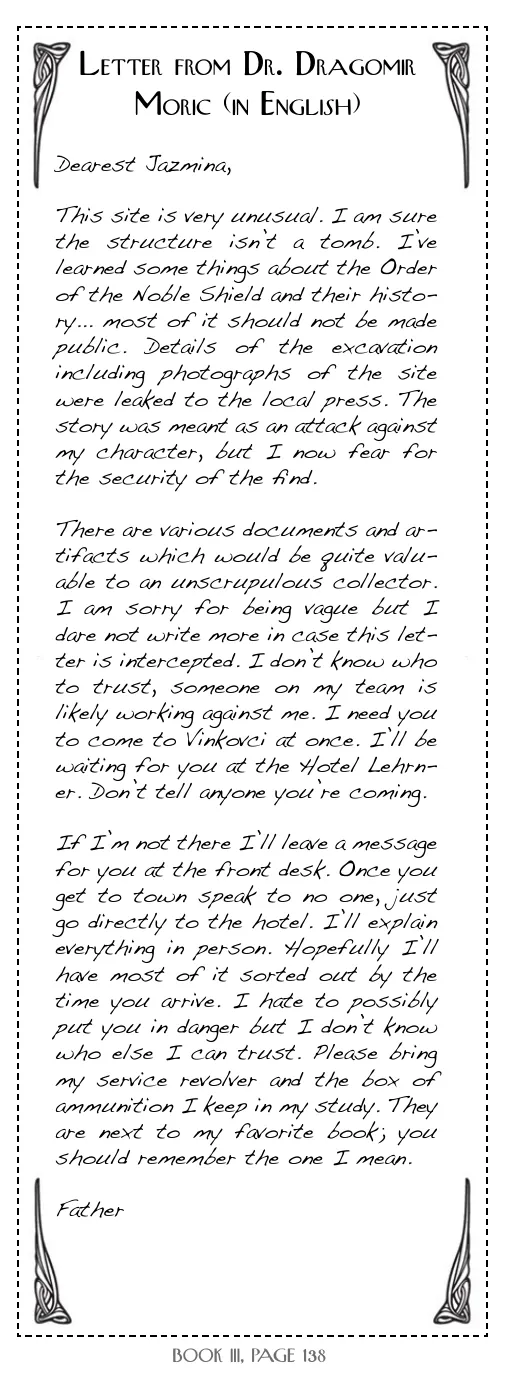 Letter from Dr. Dragomir
Moric (in English)
Dearest Jazmina,
This site is very unusual. I am sure
the structure isn't a tomb. I've
learned some things about the Order
of the Noble Shield and their histo-
ry... most of it should not be made
public. Details of the excavation
including photographs of the site
were leaked to the local press. The
story was meant as an attack against
my character, but I now fear for
the security of the find.
There are various documents and ar-
tifacts which would be quite valu-
able to an unscrupulous collector.
I am sorry for being vague but I
dare not write more in case this let-
ter is intercepted. I don't know who
to trust, someone on my team is
likely working against me. I need you
to come to Vinkovci at once. I'll be
waiting for you at the Hotel Lehrn-
er. Don't tell anyone you're coming.
If I'm not there I'll leave a message
for you at the front desk. Once you
get to town speak to no one, just
go directly to the hotel. I'll explain
everything in person. Hopefully I'll
have most of it sorted out by the
time you arrive. I hate to possibly
put you in danger but I don't know
who else I can trust. Please bring
my service revolver and the box of
ammunition I keep in my study. They
are next to my favorite book; you
should remember the one I mean.
Father
BOOK III, PAGE 138